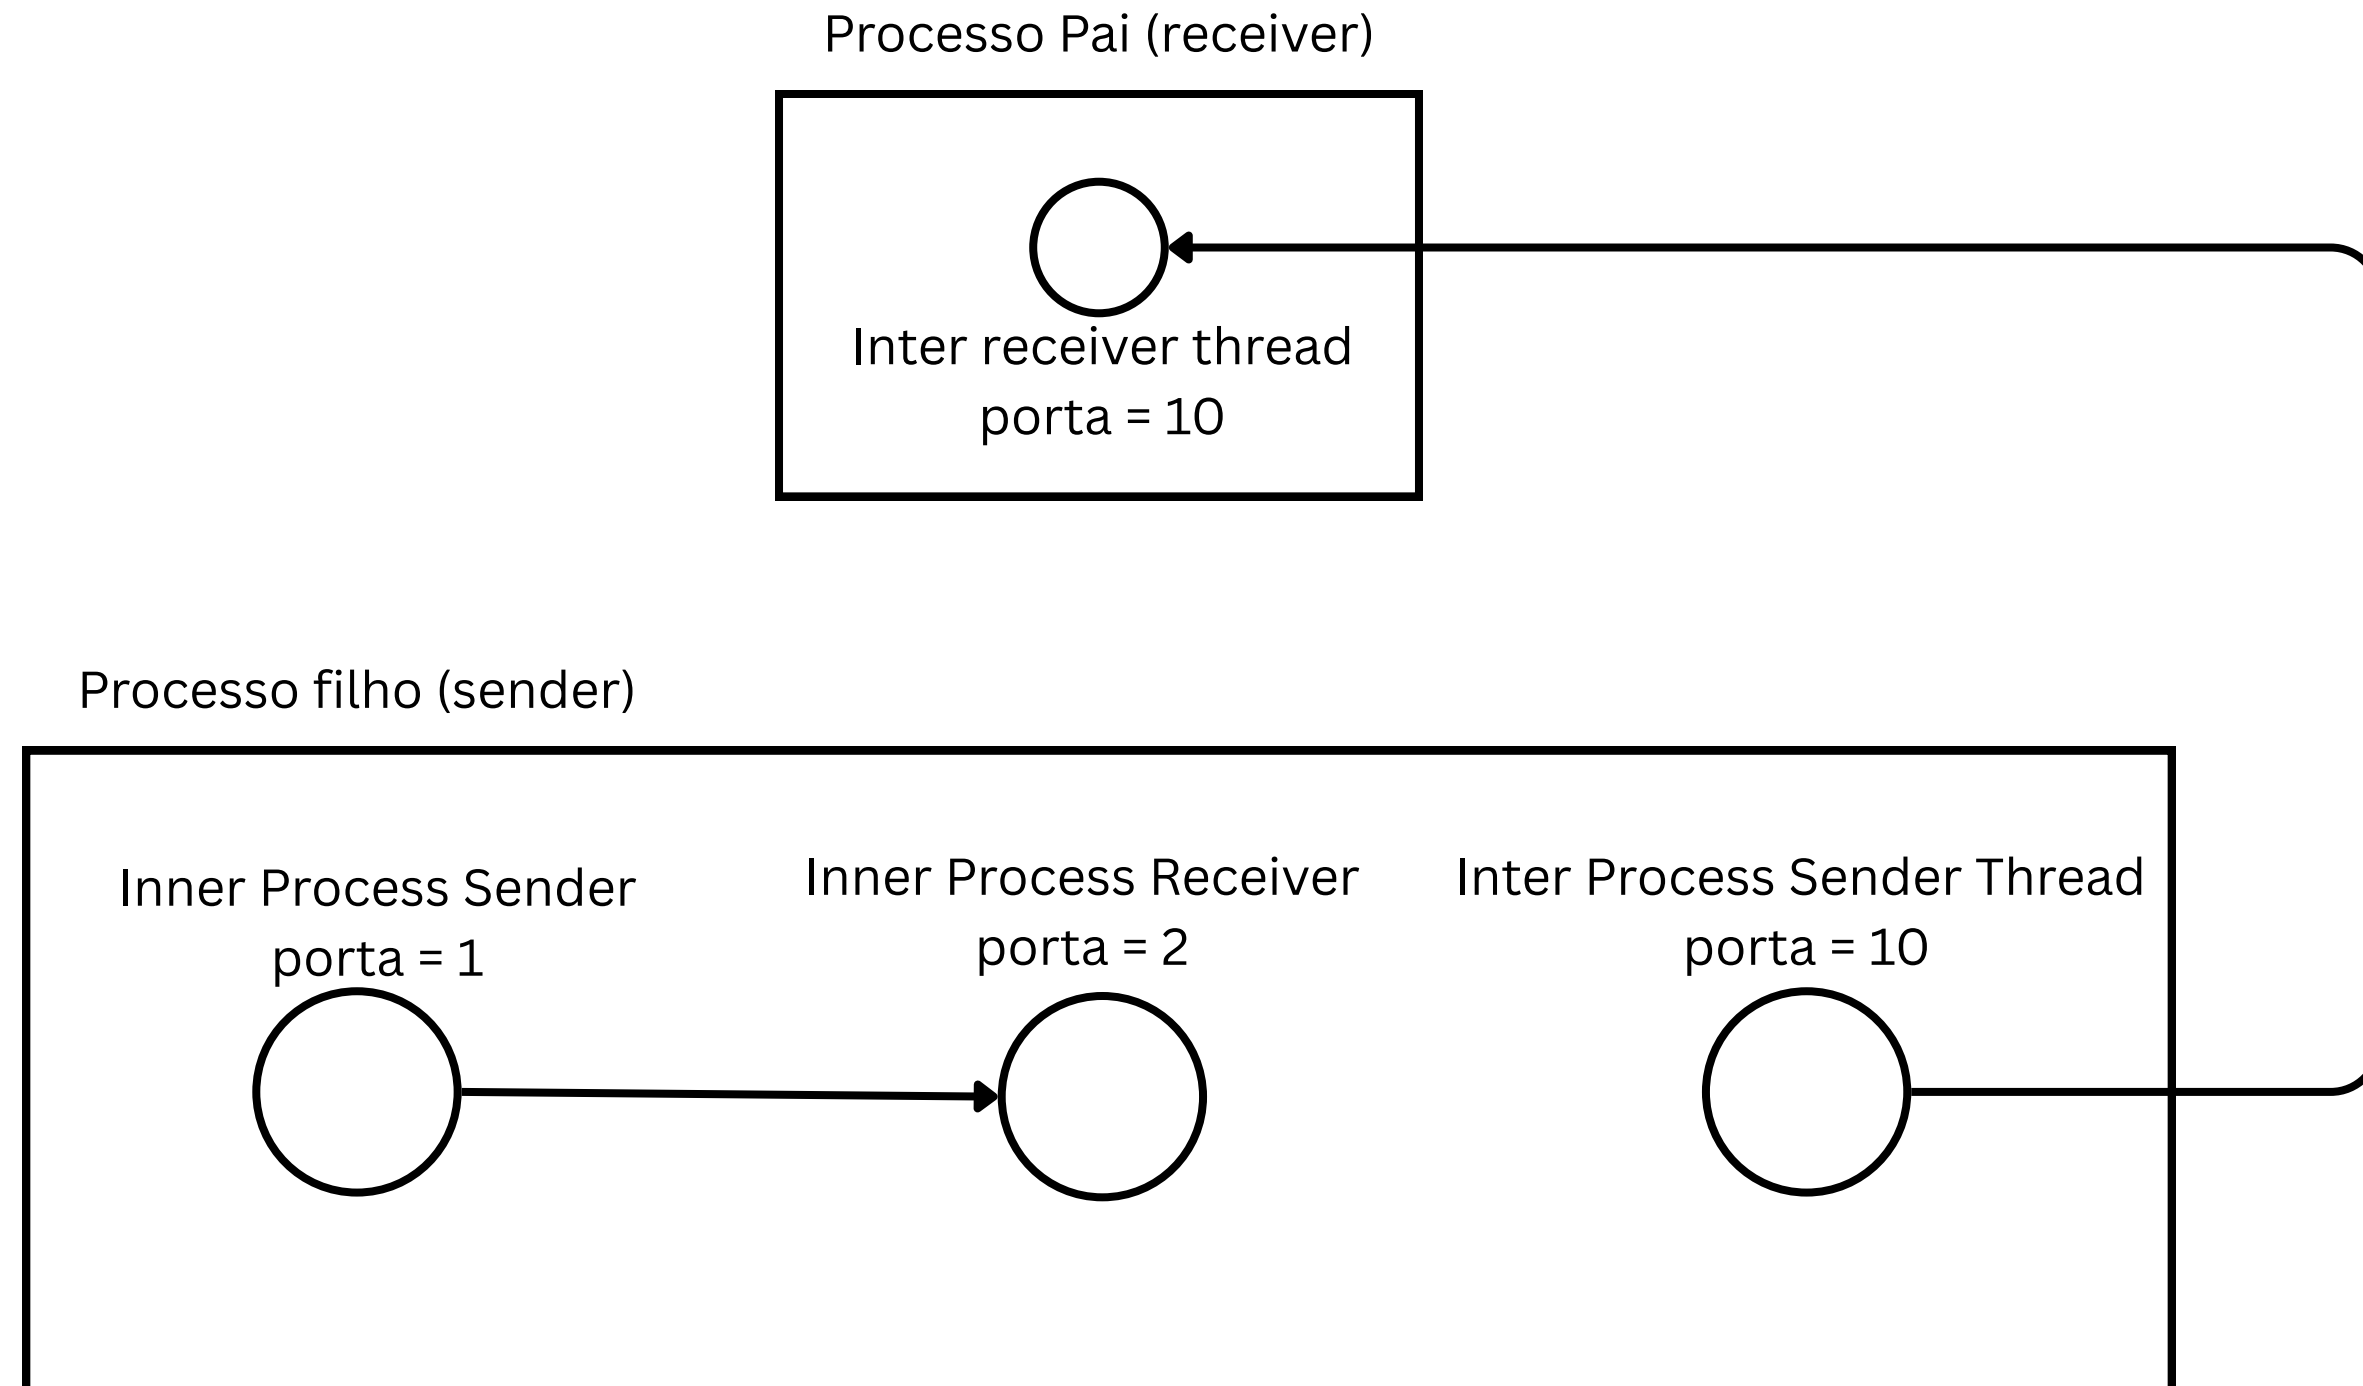 Processo Pai (receiver)
Inter receiver thread
porta = 10
Processo filho (sender)
Inner Process Sender
porta = 1
Inner Process Receiver
porta = 2
Inter Process Sender Thread
porta = 10